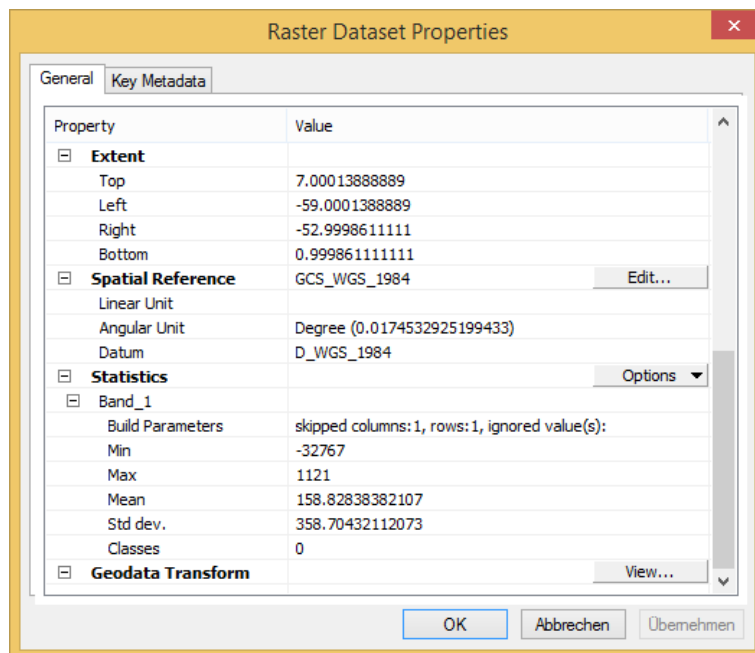 Raster Dataset Properties
General Key Metadata
Property Value
Extent
Top 7.00013888889
Left -59.0001388889
Right -52.9998611111
Bottom 0.999861111111
Spatial Reference GCS_WGS_1984 Edit...
Linear Unit
Angular Unit Degree (0.0174532925199433)
Datum D_WGS_1984
Statistics Options
Band_1
Build Parameters skipped columns:1, rows:1, ignored value(s):
Min -32767
Max 1121
Mean 158.82838382107
Std dev. 358.70432112073
Classes 0
Geodata Transform View...
OK Abbrechen Übernehmen